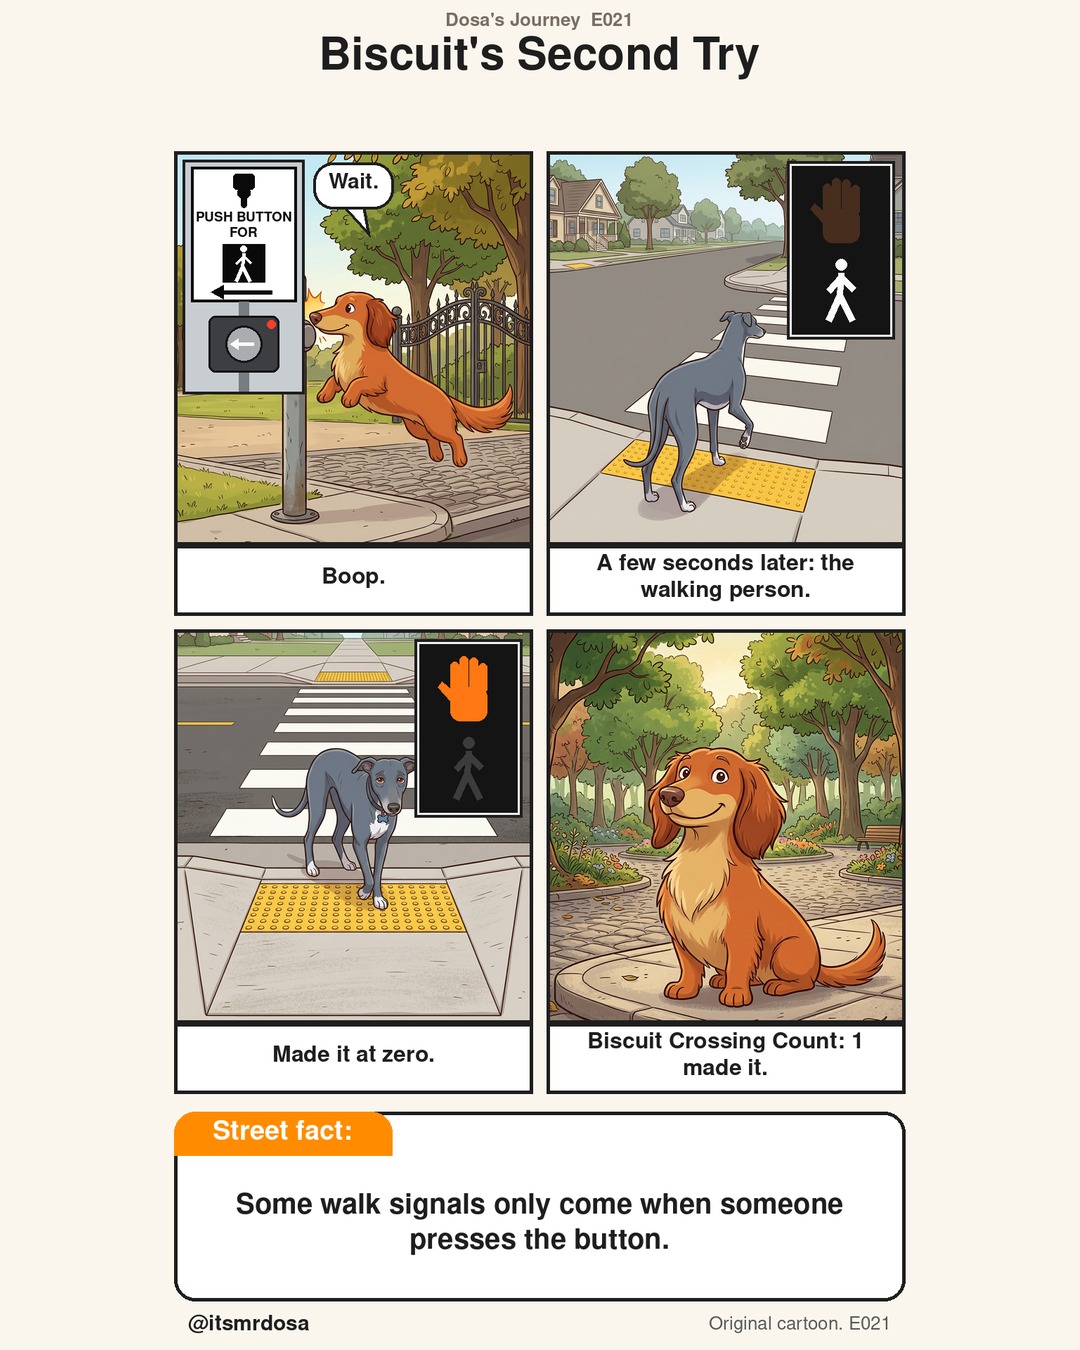 Dosa's Journey E021
Biscuit's Second Try
PUSH BUTTON
FOR
Wait.
Boop.
A few seconds later: the
walking person.
Made it at zero.
Biscuit Crossing Count: 1
made it.
Street fact:
Some walk signals only come when someone
presses the button.
@itsmrdosa
Original cartoon. E021